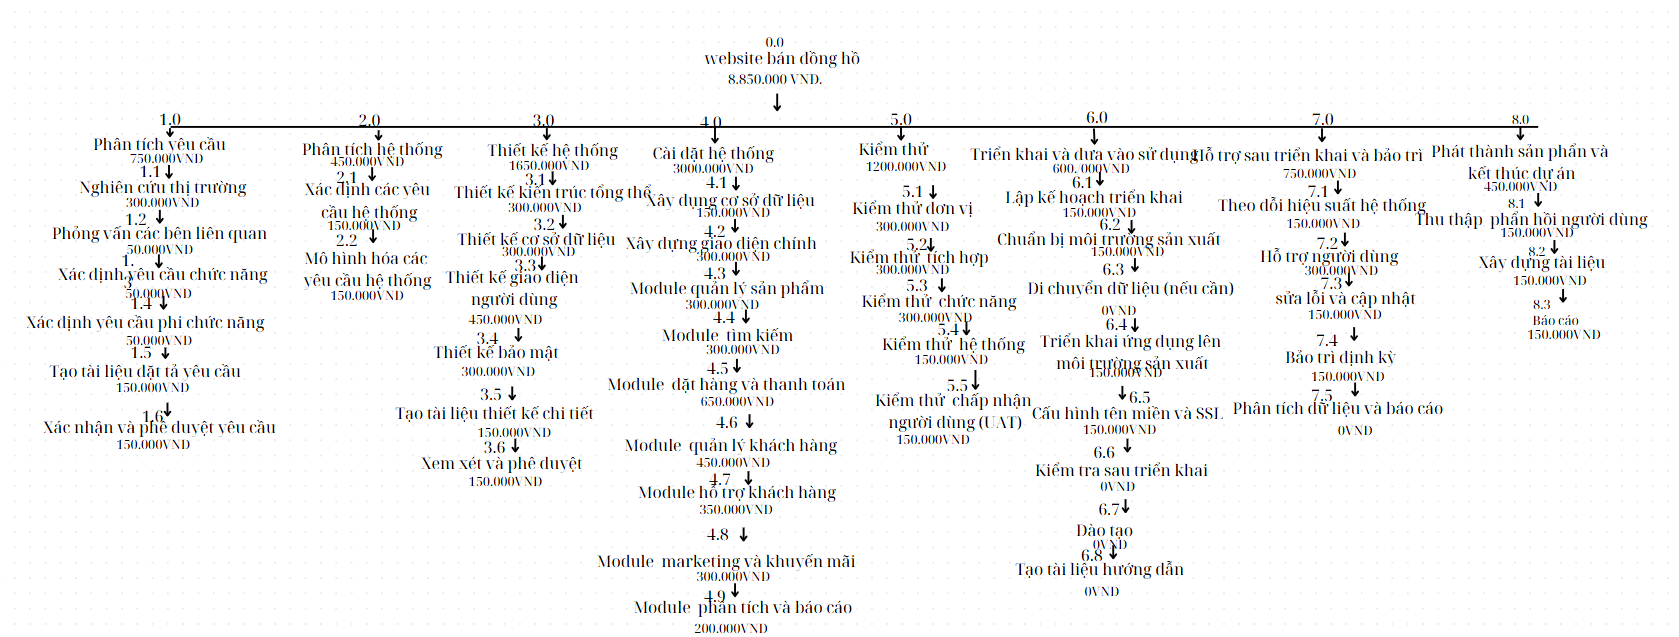 0.0
website bán đồng hồ
8.850.000 VND.
1.0
Phân tích yêu cầu
750.000VND
1.1
Nghiên cứu thị trường
300.000VND
1.2
Phỏng vấn các bên liên quan
50.000VND
1.
3
Xác định yêu cầu chức năng
50.000VND
1.4
Xác định yêu cầu phi chức năng
50.000VND
1.5
Tạo tài liệu đặt tả yêu cầu
150.000VND
1.6
Xác nhận và phê duyệt yêu cầu
150.000VND
2.0
Phân tích hệ thống
450.000VND
2.1
Xác định các yêu
cầu hệ thống
150.000VND
2.2
Mô hình hóa các
yêu cầu hệ thống
150.000VND
3.0
Thiết kế hệ thống
1650.000VND
3.1
Thiết kế kiến trúc tổng thể
300.000VND
3.2
Thiết kế cơ sở dữ liệu
300.000VND
3.3
Thiết kế giao diện
người dùng
450.000VND
3.4
Thiết kế bảo mật
300.000VND
3.5
Tạo tài liệu thiết kế chi tiết
150.000VND
3.6
Xem xét và phê duyệt
150.000VND
4.0
Cài đặt hệ thống
3000.000VND
4.1
Xây dựng cơ sở dữ liệu
150.000VND
4.2
Xây dựng giao diện chính
300.000VND
4.3
Module quản lý sản phẩm
300.000VND
4.4
Module tìm kiếm
300.000VND
4.5
Module đặt hàng và thanh toán
650.000VND
4.6
Module quản lý khách hàng
450.000VND
4.7
Module hỗ trợ khách hàng
350.000VND
4.8
Module marketing và khuyến mãi
300.000VND
4.9
Module phân tích và báo cáo
200.000VND
5.0
Kiểm thử
1200.000VND
5.1
Kiểm thử đơn vị
300.000VND
5.2
Kiểm thử tích hợp
300.000VND
5.3
Kiểm thử chức năng
300.000VND
5.4
Kiểm thử hệ thống
150.000VND
5.5
Kiểm thử chấp nhận
người dùng (UAT)
150.000VND
6.0
Triển khai và đưa vào sử dụng
600.000VND
6.1
Lập kế hoạch triển khai
150.000VND
6.2
Chuẩn bị môi trường sản xuất
150.000VND
6.3
Di chuyển dữ liệu (nếu cần)
0VND
6.4
Triển khai ứng dụng lên
môi trường sản xuất
150.000VND
6.5
Cấu hình tên miền và SSL
150.000VND
6.6
Kiểm tra sau triển khai
0VND
6.7
Đào tạo
0VND
6.8
Tạo tài liệu hướng dẫn
0VND
7.0
Hỗ trợ sau triển khai và bảo trì
750.000VND
7.1
Theo dõi hiệu suất hệ thống
150.000VND
7.2
Hỗ trợ người dùng
300.000VND
7.3
sửa lỗi và cập nhật
150.000VND
7.4
Bảo trì định kỳ
150.000VND
7.5
Phân tích dữ liệu và báo cáo
0VND
8.0
Phát thành sản phẩn và
kết thúc dự án
450.000VND
8.1
Thu thập phản hồi người dùng
150.000VND
8.2
Xây dựng tài liệu
150.000VND
8.3
Báo cáo
150.000VND